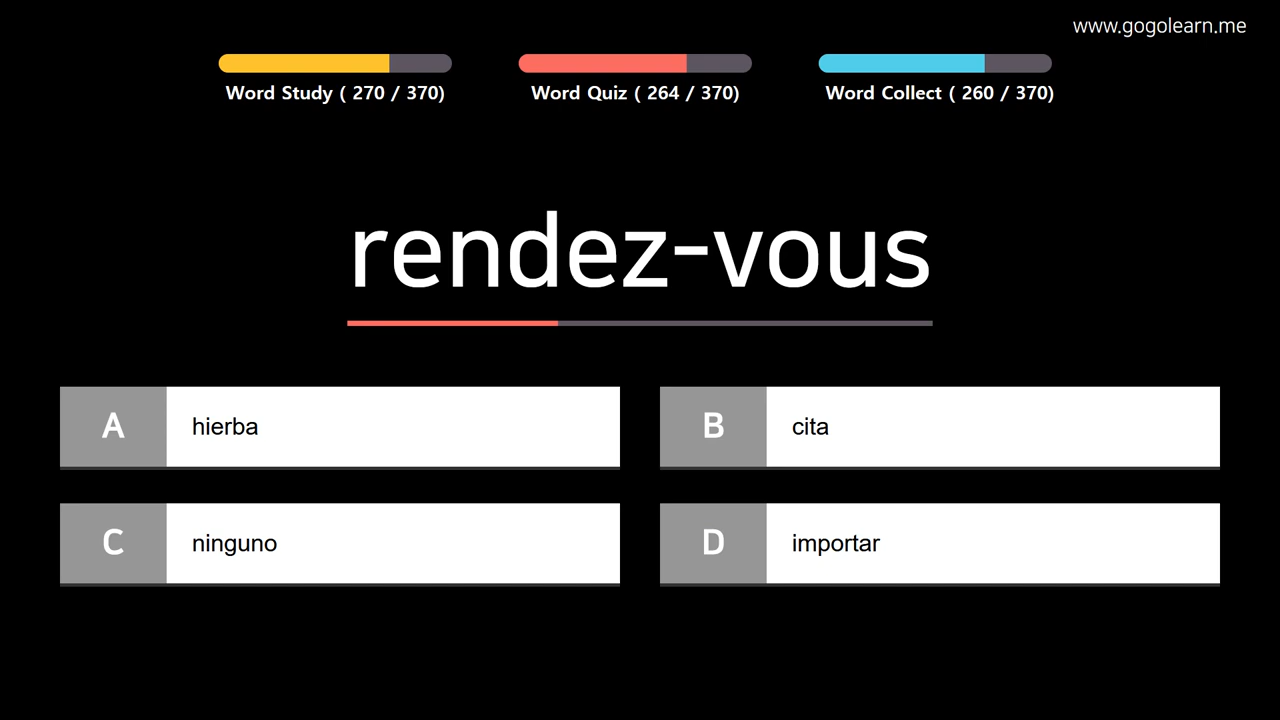 www.gogolearn.me
Word Study ( 270 / 370)
Word Quiz ( 264 / 370)
Word Collect ( 260 / 370)
rendez-vous
A hierba
B cita
C ninguno
D importar